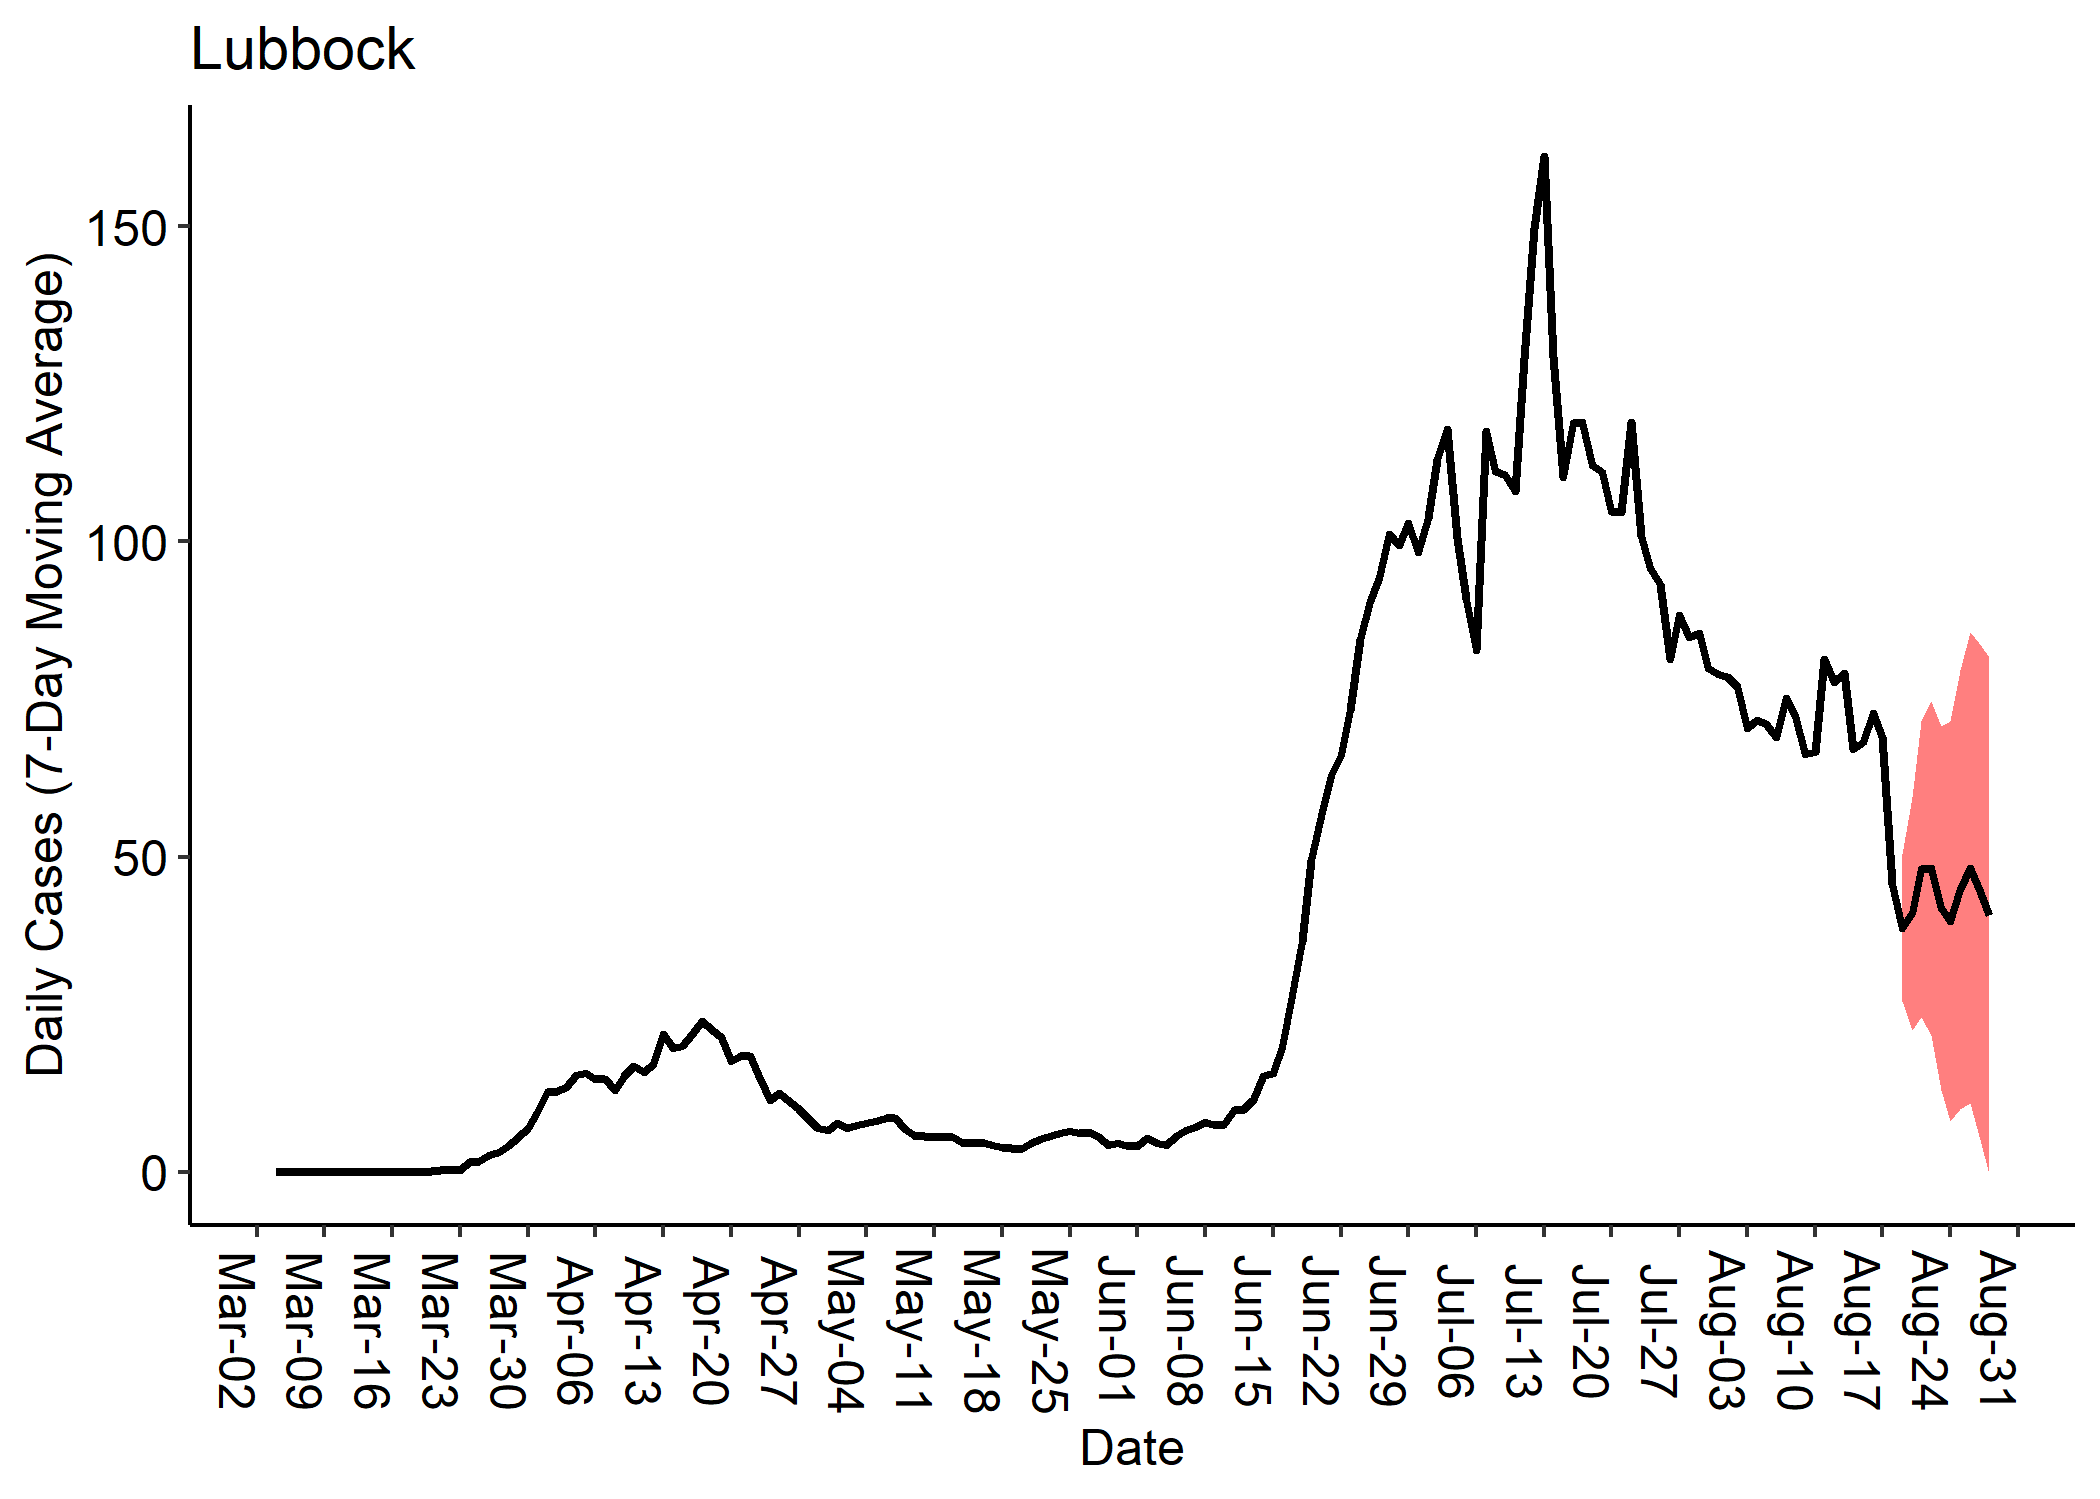 Lubbock
Daily Cases (7-Day Moving Average)
150
100
50
0
Mar-02
Mar-09
Mar-16
Mar-23
Mar-30
Apr-06
Apr-13
Apr-20
Apr-27
May-04
May-11
May-18
May-25
Jun-01
Jun-08
Jun-15
Jun-22
Jun-29
Jul-06
Jul-13
Jul-20
Jul-27
Aug-03
Aug-10
Aug-17
Aug-24
Aug-31
Date